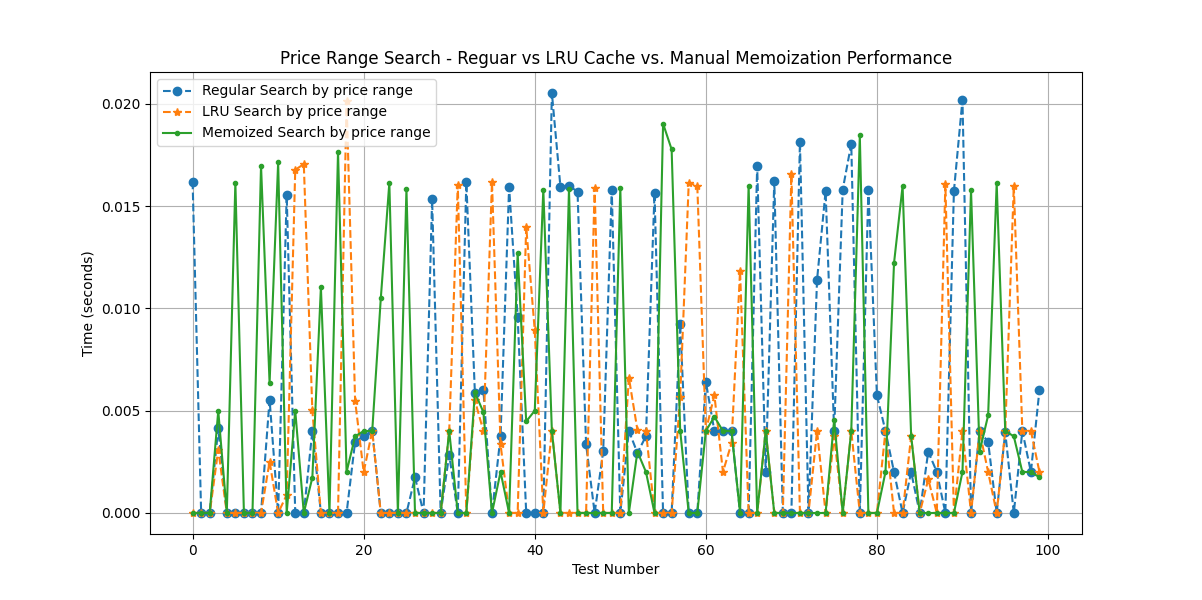 Price Range Search - Reguar vs LRU Cache vs. Manual Memoization Performance
Regular Search by price range
LRU Search by price range
Memoized Search by price range
Time (seconds)
0.020
0.015
0.010
0.005
0.000
0 20 40 60 80 100
Test Number